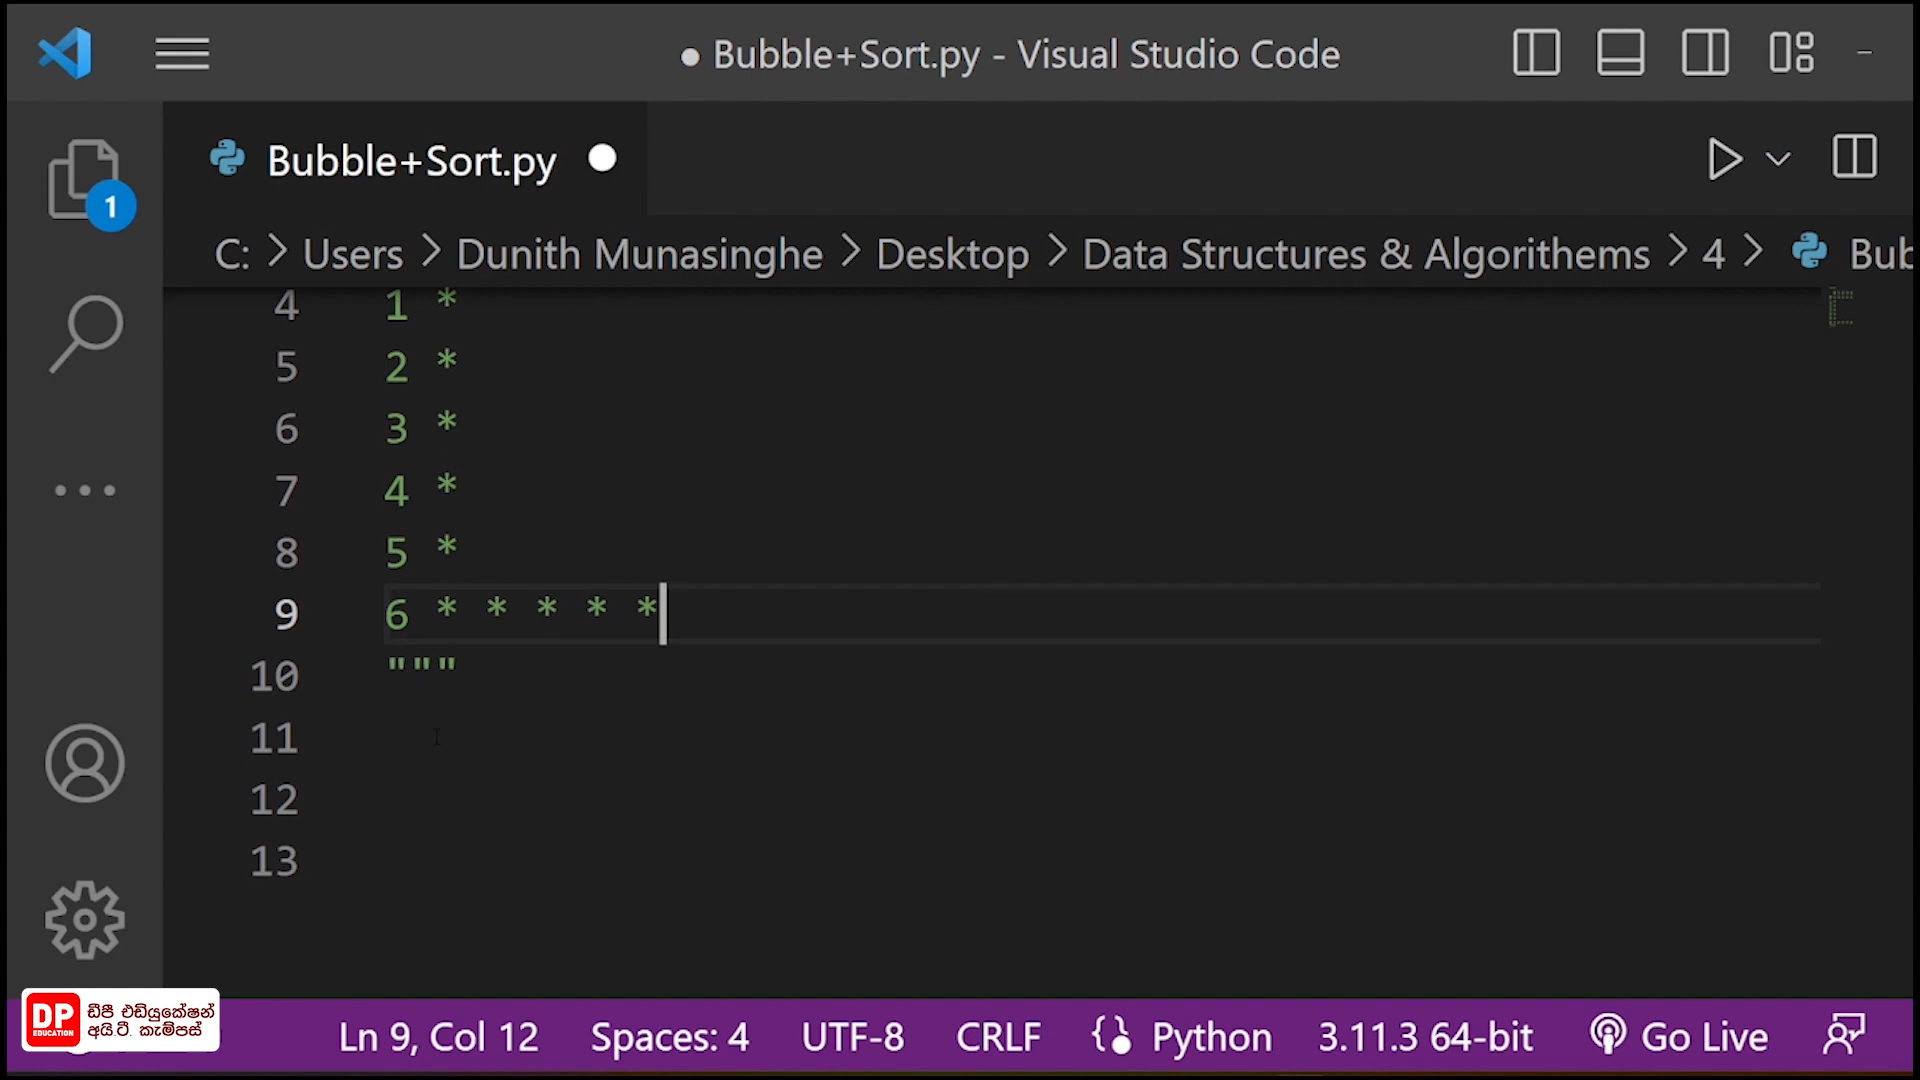 ● Bubble+Sort.py - Visual Studio Code
Bubble+Sort.py
1
C: > Users > Dunith Munasinghe > Desktop > Data Structures & Algorithems > 4 > Bub
4 1 *
5 2 *
6 3 *
7 4 *
8 5 *
9 6 * * * * *
10 """
11
12
13
DP EDUCATION
ඩීපී එඩියුකේෂන්
අයි.ටී. කැම්පස්
Ln 9, Col 12 Spaces: 4 UTF-8 CRLF Python 3.11.3 64-bit Go Live